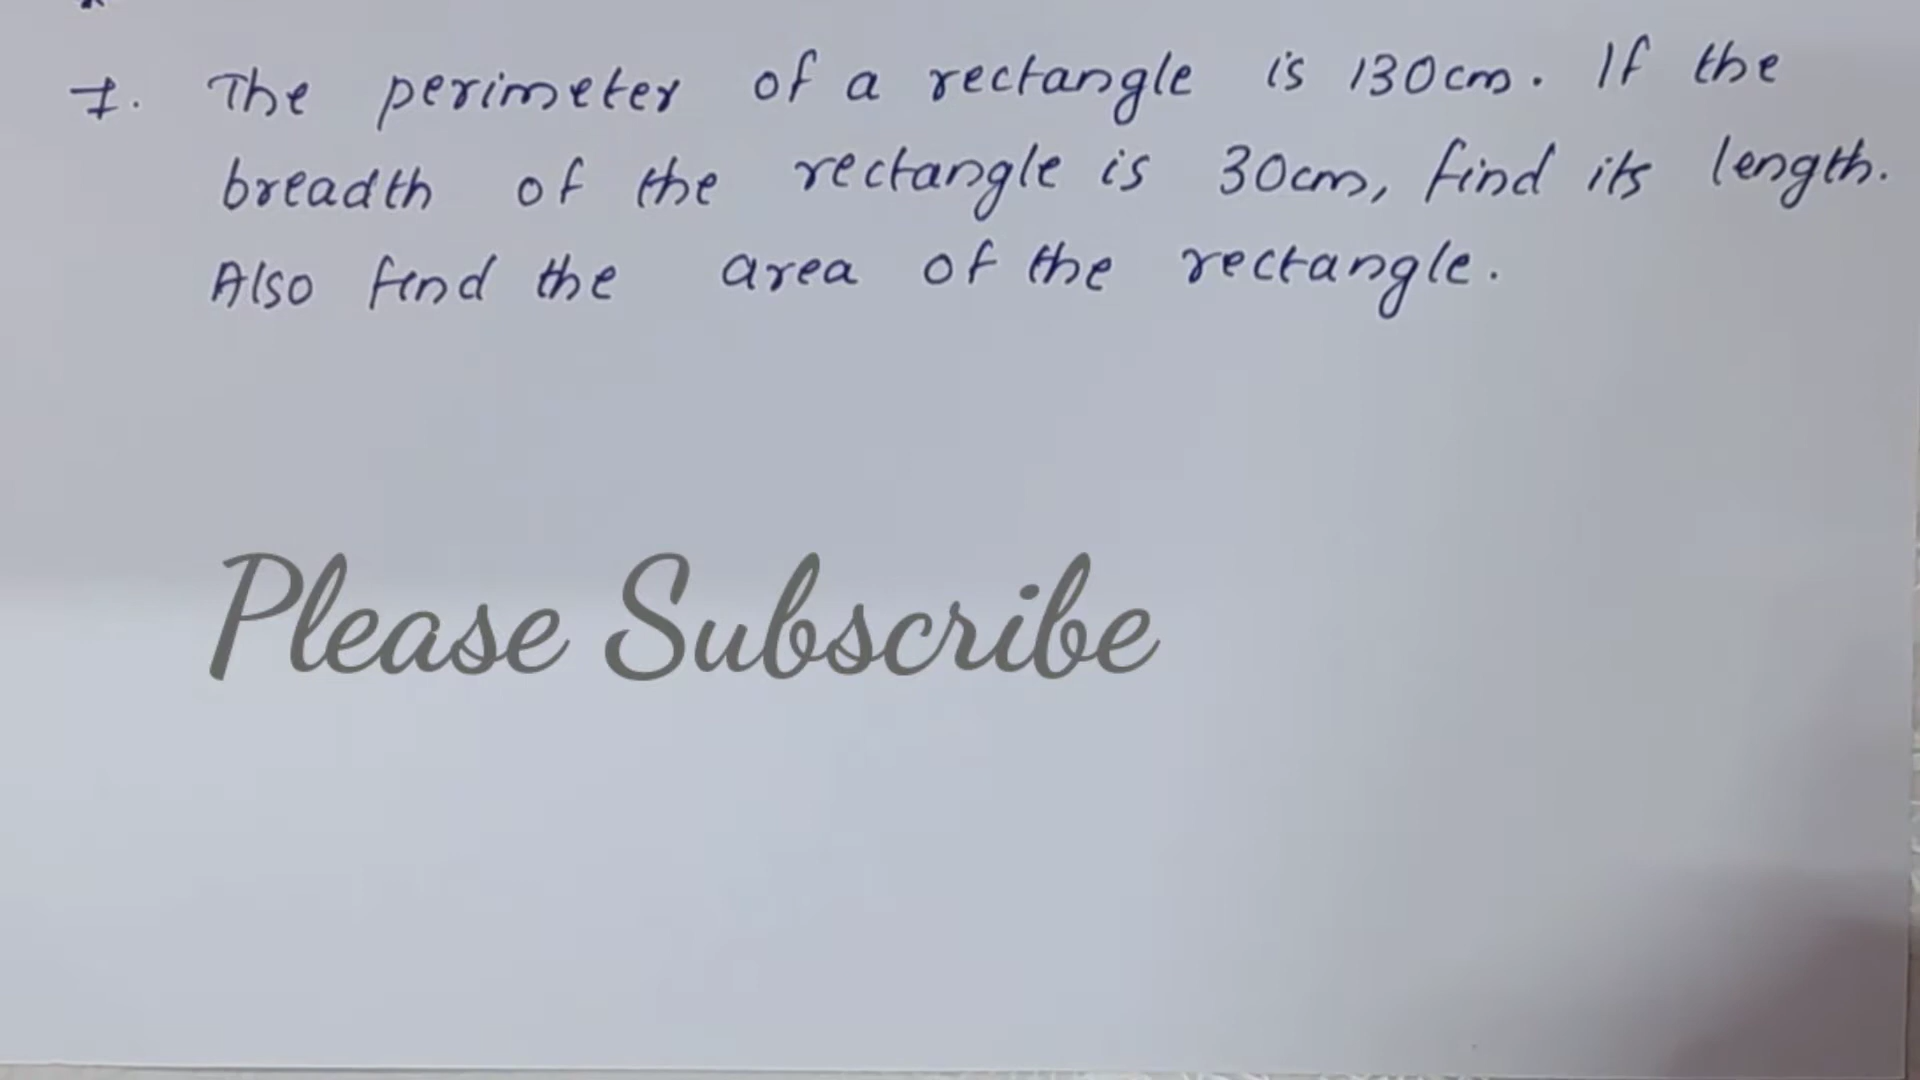 7. The perimeter of a rectangle is 130cm. If the
breadth of the rectangle is 30cm, find its length.
Also find the area of the rectangle.
Please Subscribe